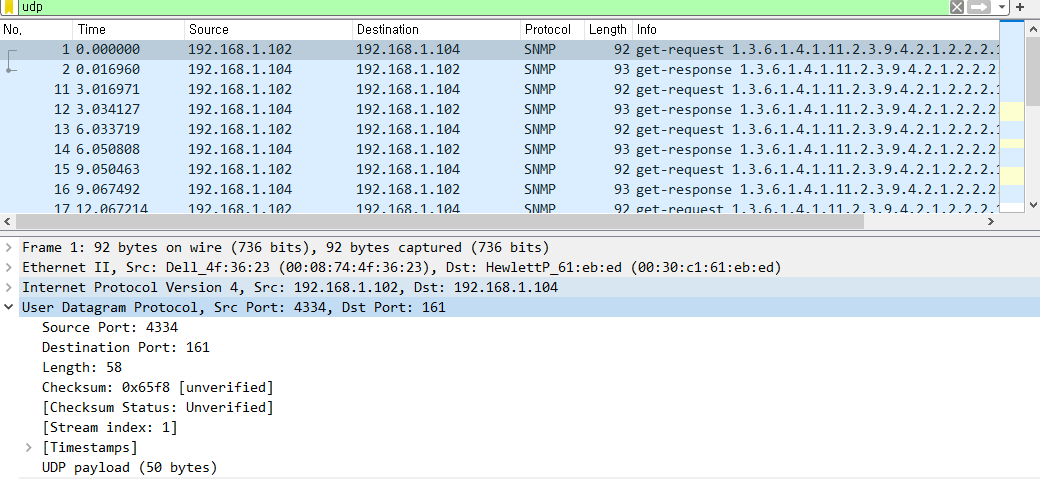 udp
No. Time Source Destination Protocol Length Info
1 0.000000 192.168.1.102 192.168.1.104 SNMP 92 get-request 1.3.6.1.4.1.11.2.3.9.4.2.1.2.2.2.1
2 0.016960 192.168.1.104 192.168.1.102 SNMP 93 get-response 1.3.6.1.4.1.11.2.3.9.4.2.1.2.2.2
11 3.016971 192.168.1.102 192.168.1.104 SNMP 92 get-request 1.3.6.1.4.1.11.2.3.9.4.2.1.2.2.2.1
12 3.034127 192.168.1.104 192.168.1.102 SNMP 93 get-response 1.3.6.1.4.1.11.2.3.9.4.2.1.2.2.2
13 6.033719 192.168.1.102 192.168.1.104 SNMP 92 get-request 1.3.6.1.4.1.11.2.3.9.4.2.1.2.2.2.1
14 6.050808 192.168.1.104 192.168.1.102 SNMP 93 get-response 1.3.6.1.4.1.11.2.3.9.4.2.1.2.2.2
15 9.050463 192.168.1.102 192.168.1.104 SNMP 92 get-request 1.3.6.1.4.1.11.2.3.9.4.2.1.2.2.2.1
16 9.067492 192.168.1.104 192.168.1.102 SNMP 93 get-response 1.3.6.1.4.1.11.2.3.9.4.2.1.2.2.2
17 12.067214 192.168.1.102 192.168.1.104 SNMP 92 get-request 1.3.6.1.4.1.11.2.3.9.4.2.1.2.2.2.1
Frame 1: 92 bytes on wire (736 bits), 92 bytes captured (736 bits)
Ethernet II, Src: Dell_4f:36:23 (00:08:74:4f:36:23), Dst: HewlettP_61:eb:ed (00:30:c1:61:eb:ed)
Internet Protocol Version 4, Src: 192.168.1.102, Dst: 192.168.1.104
User Datagram Protocol, Src Port: 4334, Dst Port: 161
Source Port: 4334
Destination Port: 161
Length: 58
Checksum: 0x65f8 [unverified]
[Checksum Status: Unverified]
[Stream index: 1]
[Timestamps]
UDP payload (50 bytes)